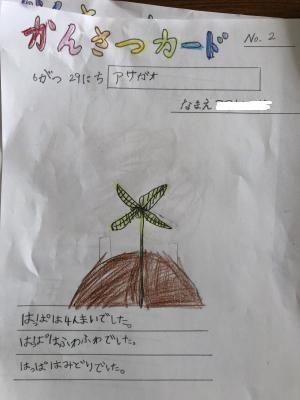 かんさつカード
No. 2
6がつ 29にち アサガオ
なまえ
はっぱは4んまいでした。
はっぱはふわふわでした。
はっぱはみどりでした。